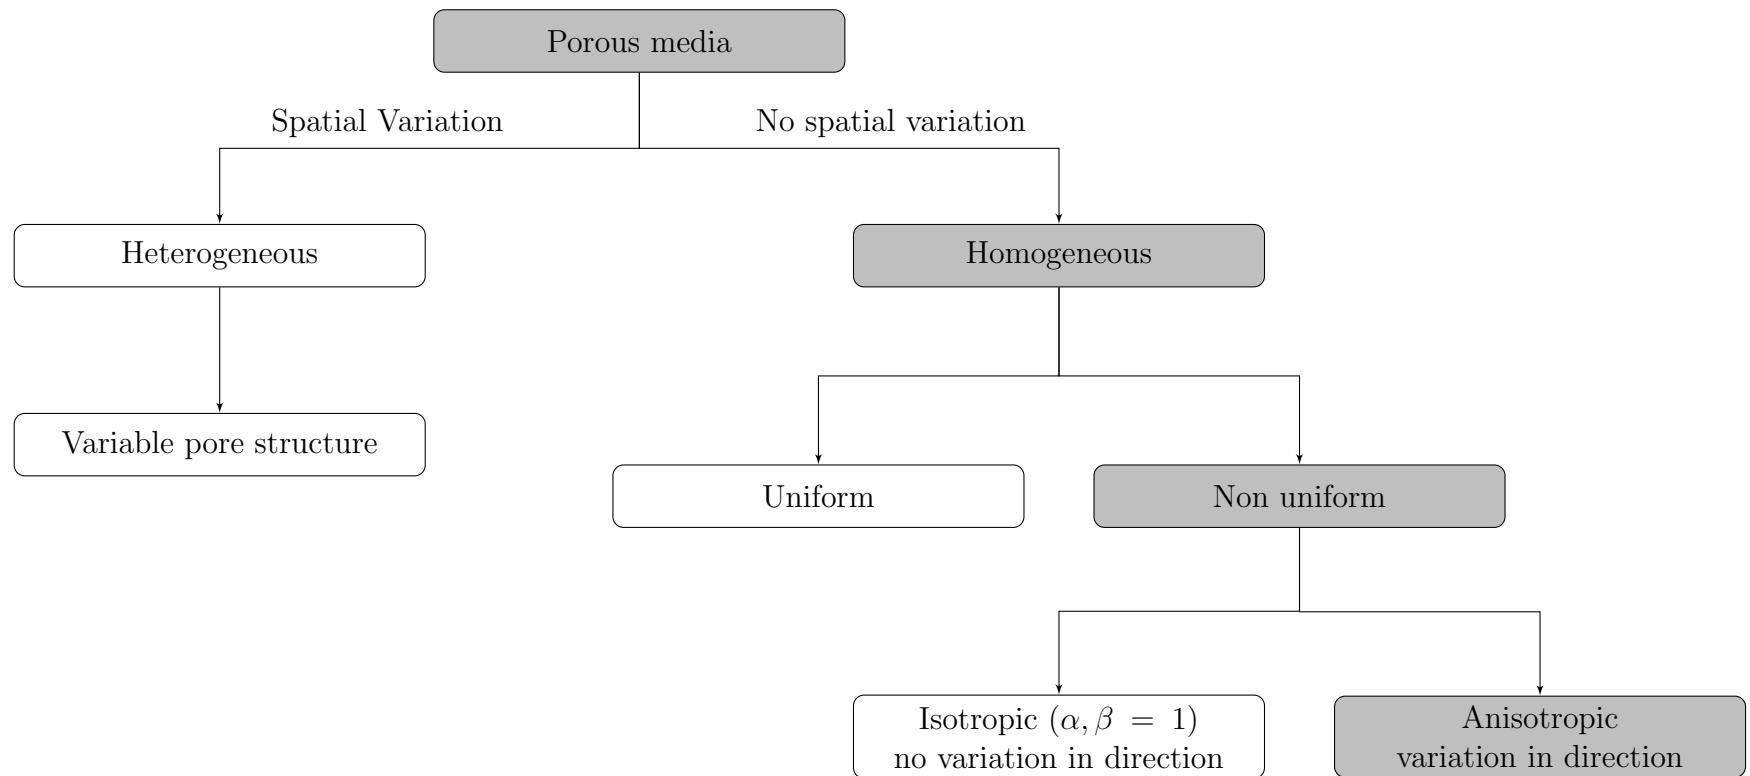 Porous media
Spatial Variation
No spatial variation
Heterogeneous
Homogeneous
Variable pore structure
Uniform
Non uniform
Isotropic (α, β = 1)
no variation in direction
Anisotropic
variation in direction